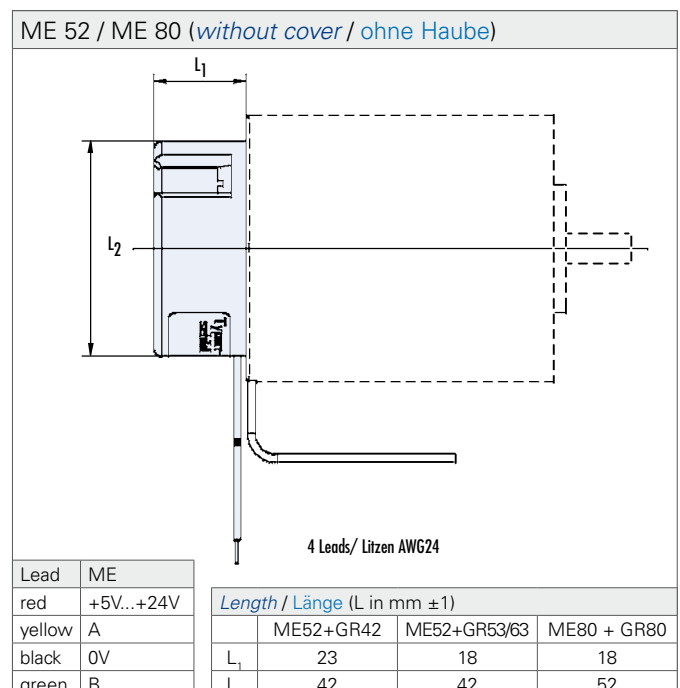 ME 52 / ME 80 (without cover / ohne Haube)
L1
L2
4 Leads/ Litzen AWG24
Lead ME
red +5V...+24V
yellow A
black 0V
green B
Length / Länge (L in mm ±1)
ME52+GR42 ME52+GR53/63 ME80 + GR80
L1 23 18 18
L 42 42 52